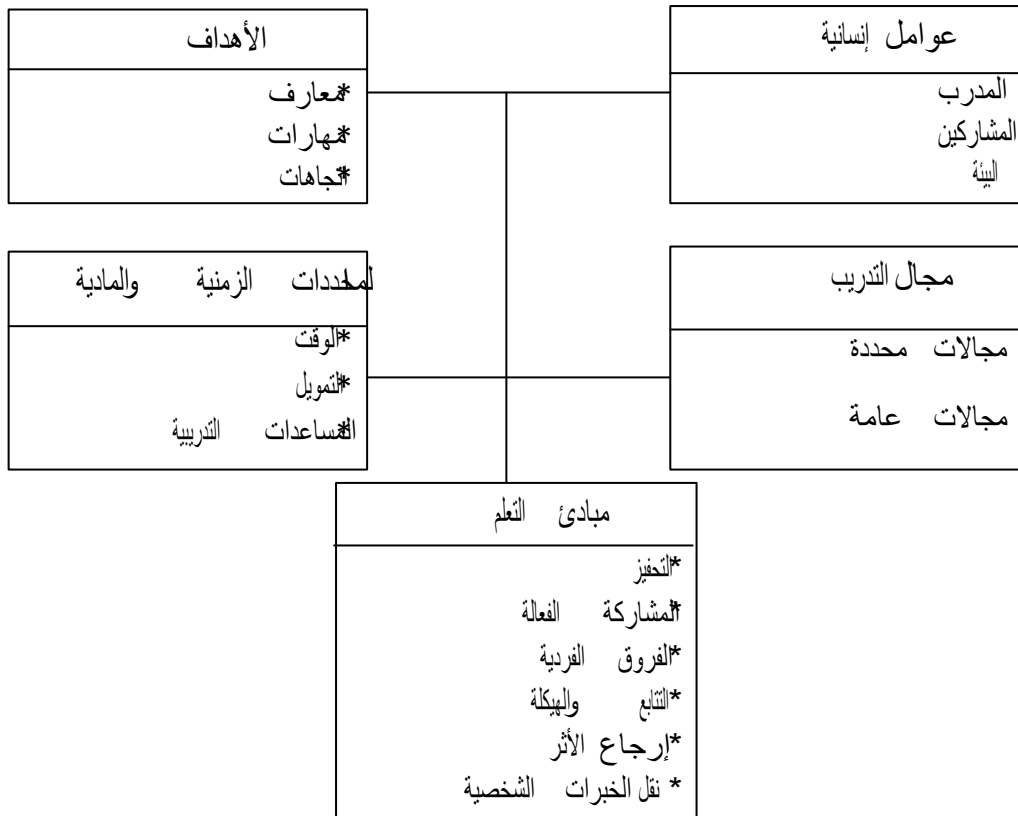 عوامل إنسانية
المدرب
المشاركين
البيئة
الأهداف
*معارف
*مهارات
*اتجاهات
مجال التدريب
مجالات محددة
مجالات عامة
المحددات الزمنية والمادية
*الوقت
*التمويل
*المساعدات التدريبية
مبادئ التعلم
*التحفيز
*المشاركة الفعالة
*الفروق الفردية
*التتابع والهيكلة
*إرجاع الأثر
* نقل الخبرات الشخصية